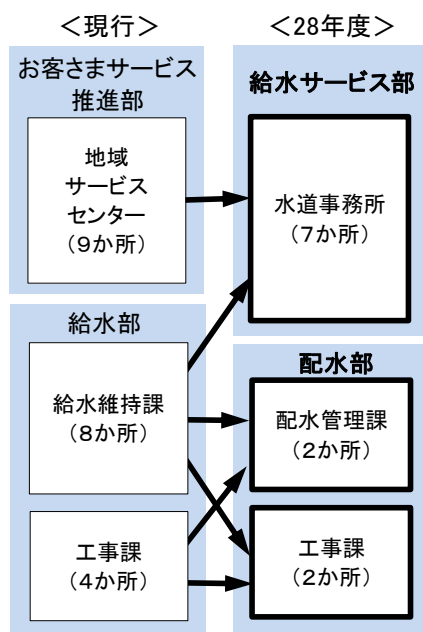 ＜現行＞
お客さまサービス
推進部
地域
サービス
センター
（９か所）
給水部
給水維持課
（８か所）
工事課
（４か所）
＜28年度＞
給水サービス部
水道事務所
（７か所）
配水部
配水管理課
（２か所）
工事課
（２か所）